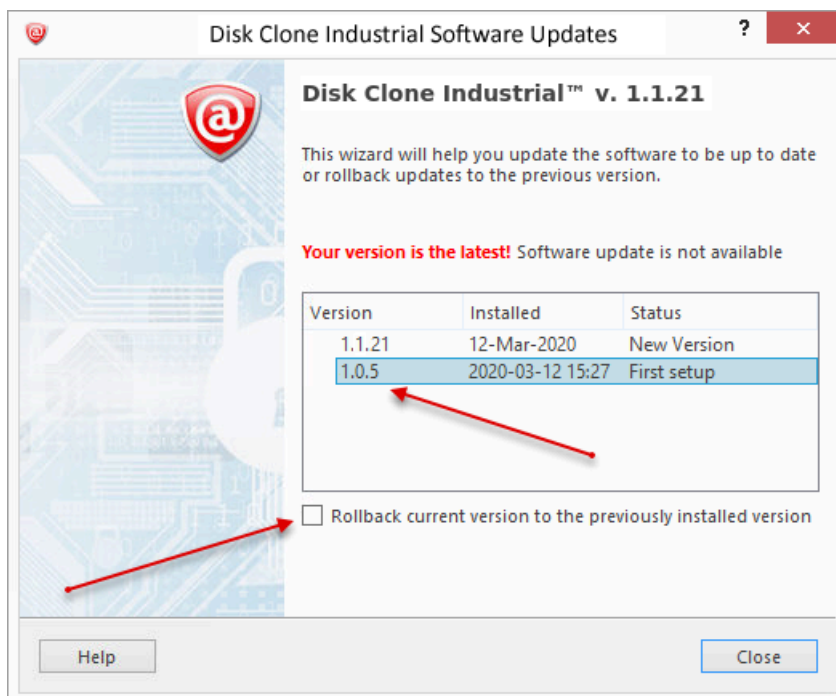 Disk Clone Industrial Software Updates ? ×
@
Disk Clone Industrial™ v. 1.1.21
This wizard will help you update the software to be up to date
or rollback updates to the previous version.
Your version is the latest! Software update is not available
Version Installed Status
1.1.21 12-Mar-2020 New Version
1.0.5 2020-03-12 15:27 First setup
Rollback current version to the previously installed version
Help Close